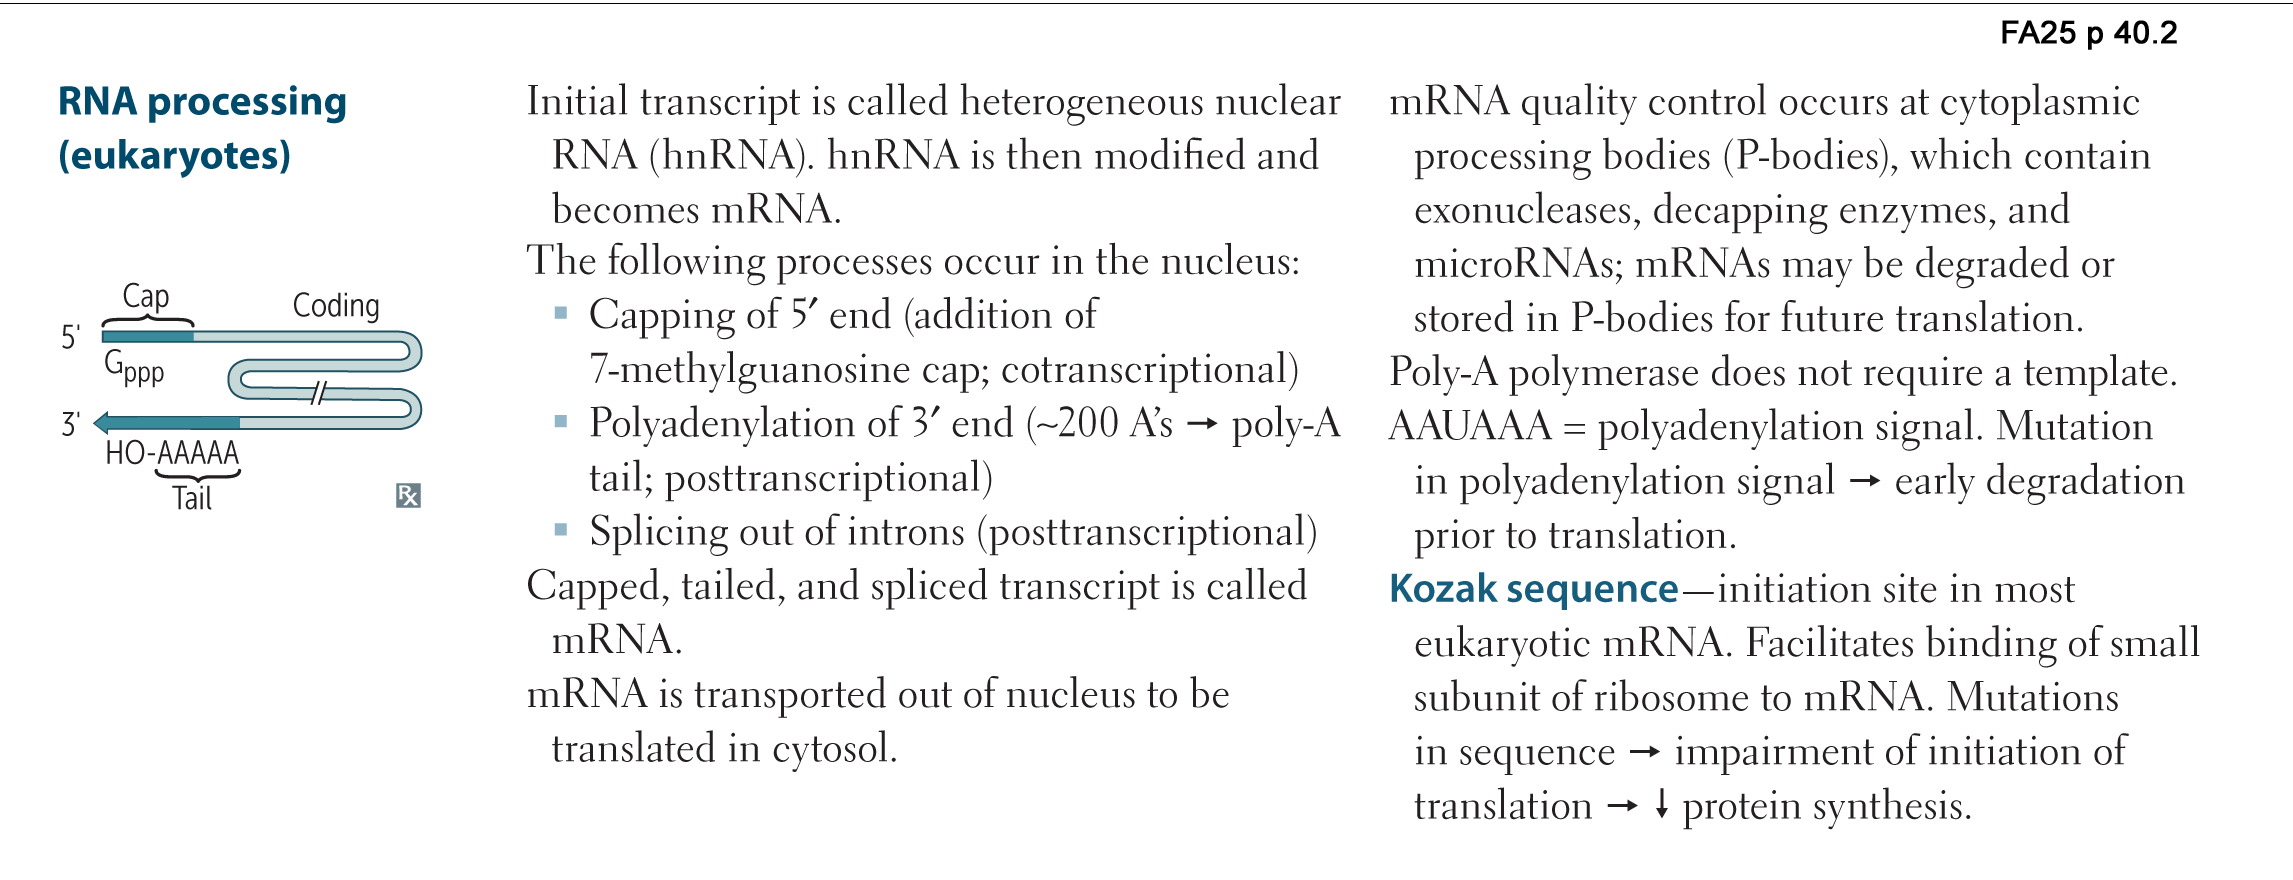 FA25 p 40.2
RNA processing
(eukaryotes)
Cap
Coding
5'
Gppp
3'
HO-AAAAA
Tail
Rx
Initial transcript is called heterogeneous nuclear
RNA (hnRNA). hnRNA is then modified and
becomes mRNA.
The following processes occur in the nucleus:
▪ Capping of 5′ end (addition of
7-methylguanosine cap; cotranscriptional)
▪ Polyadenylation of 3′ end (~200 A’s → poly-A
tail; posttranscriptional)
▪ Splicing out of introns (posttranscriptional)
Capped, tailed, and spliced transcript is called
mRNA.
mRNA is transported out of nucleus to be
translated in cytosol.
mRNA quality control occurs at cytoplasmic
processing bodies (P-bodies), which contain
exonucleases, decapping enzymes, and
microRNAs; mRNAs may be degraded or
stored in P-bodies for future translation.
Poly-A polymerase does not require a template.
AAUAAA = polyadenylation signal. Mutation
in polyadenylation signal → early degradation
prior to translation.
Kozak sequence—initiation site in most
eukaryotic mRNA. Facilitates binding of small
subunit of ribosome to mRNA. Mutations
in sequence → impairment of initiation of
translation → ↓ protein synthesis.